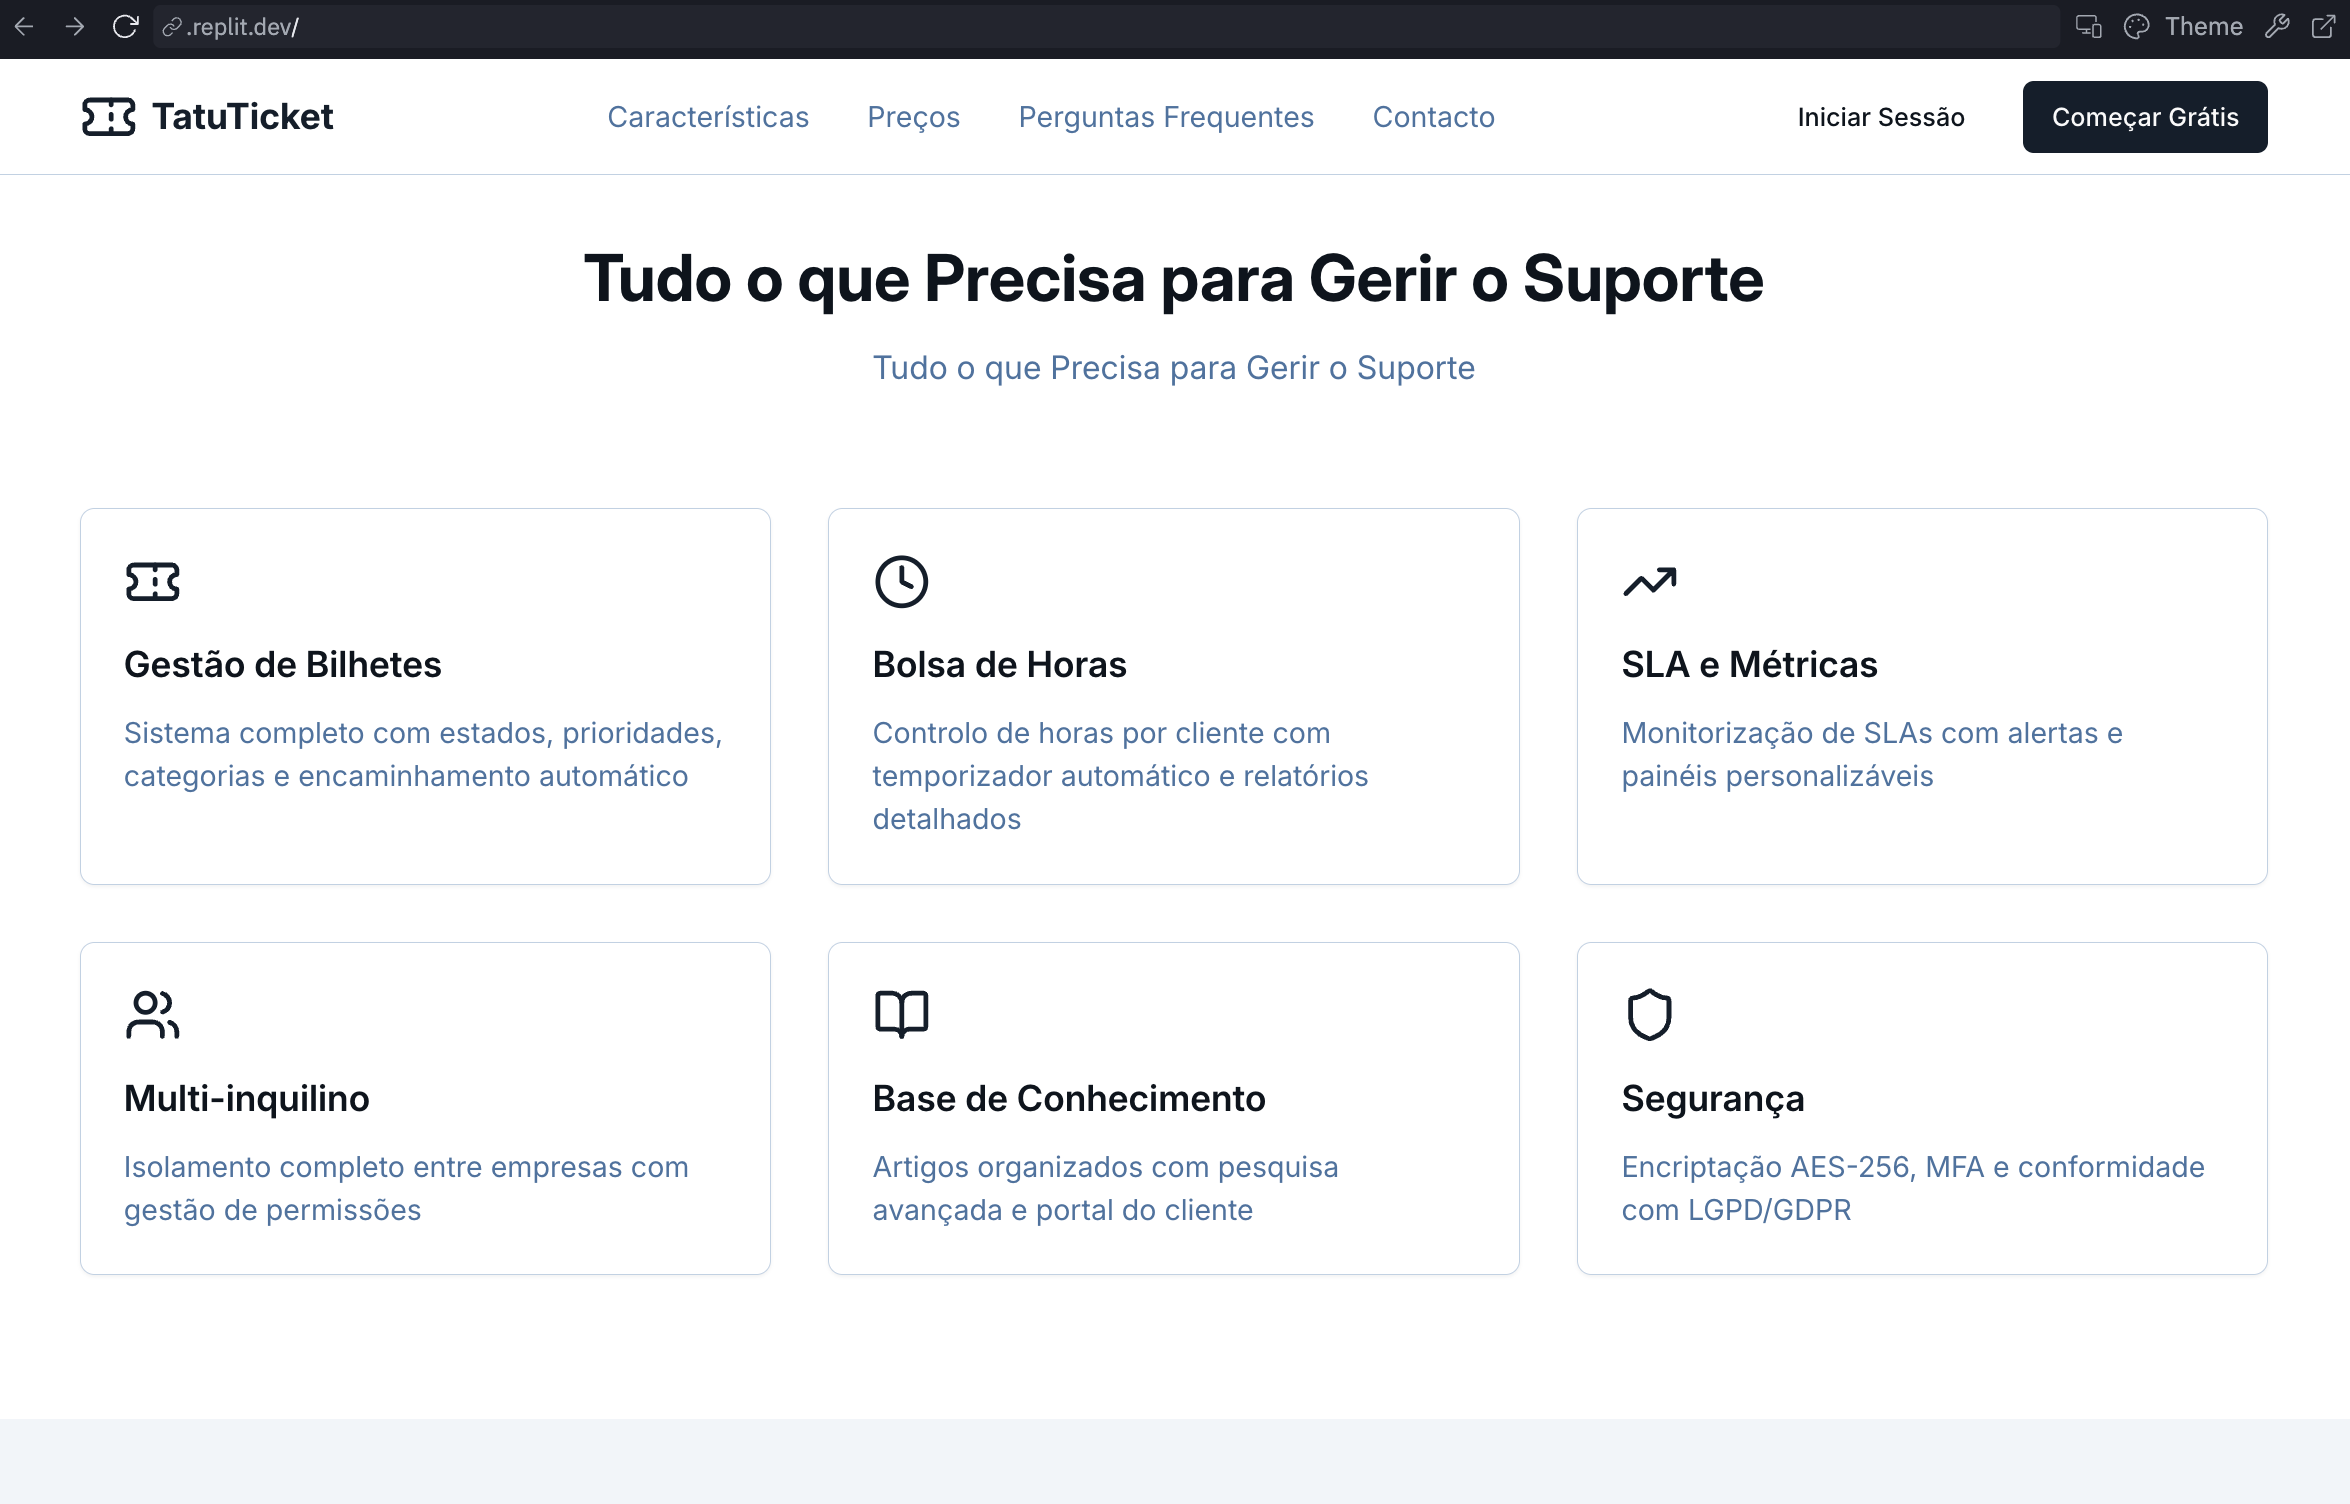 .replit.dev/
Theme
TatuTicket
Características
Preços
Perguntas Frequentes
Contacto
Iniciar Sessão
Começar Grátis
Tudo o que Precisa para Gerir o Suporte
Tudo o que Precisa para Gerir o Suporte
Gestão de Bilhetes
Sistema completo com estados, prioridades,
categorias e encaminhamento automático
Bolsa de Horas
Controlo de horas por cliente com
temporizador automático e relatórios
detalhados
SLA e Métricas
Monitorização de SLAs com alertas e
painéis personalizáveis
Multi-inquilino
Isolamento completo entre empresas com
gestão de permissões
Base de Conhecimento
Artigos organizados com pesquisa
avançada e portal do cliente
Segurança
Encriptação AES-256, MFA e conformidade
com LGPD/GDPR